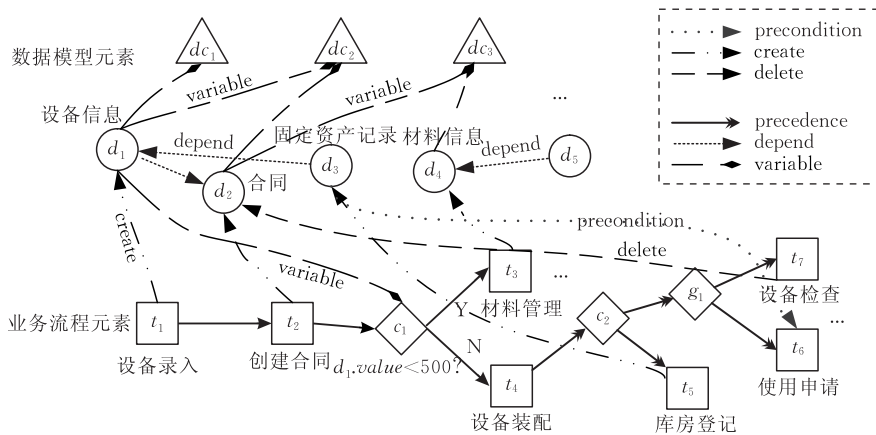 数据模型元素
dc₁
dc₂
dc₃
precondition
create
delete
precedence
depend
variable
variable
variable
设备信息
固定资产记录
材料信息
...
d₁
depend
d₂
合同
d₃
d₄
depend
d₅
create
variable
precondition
delete
业务流程元素
t₁
设备录入
t₂
创建合同
c₁
d₁.value<500?
Y
N
t₃
材料管理
...
t₄
设备装配
c₂
g₁
t₅
库房登记
t₇
设备检查
...
t₆
使用申请